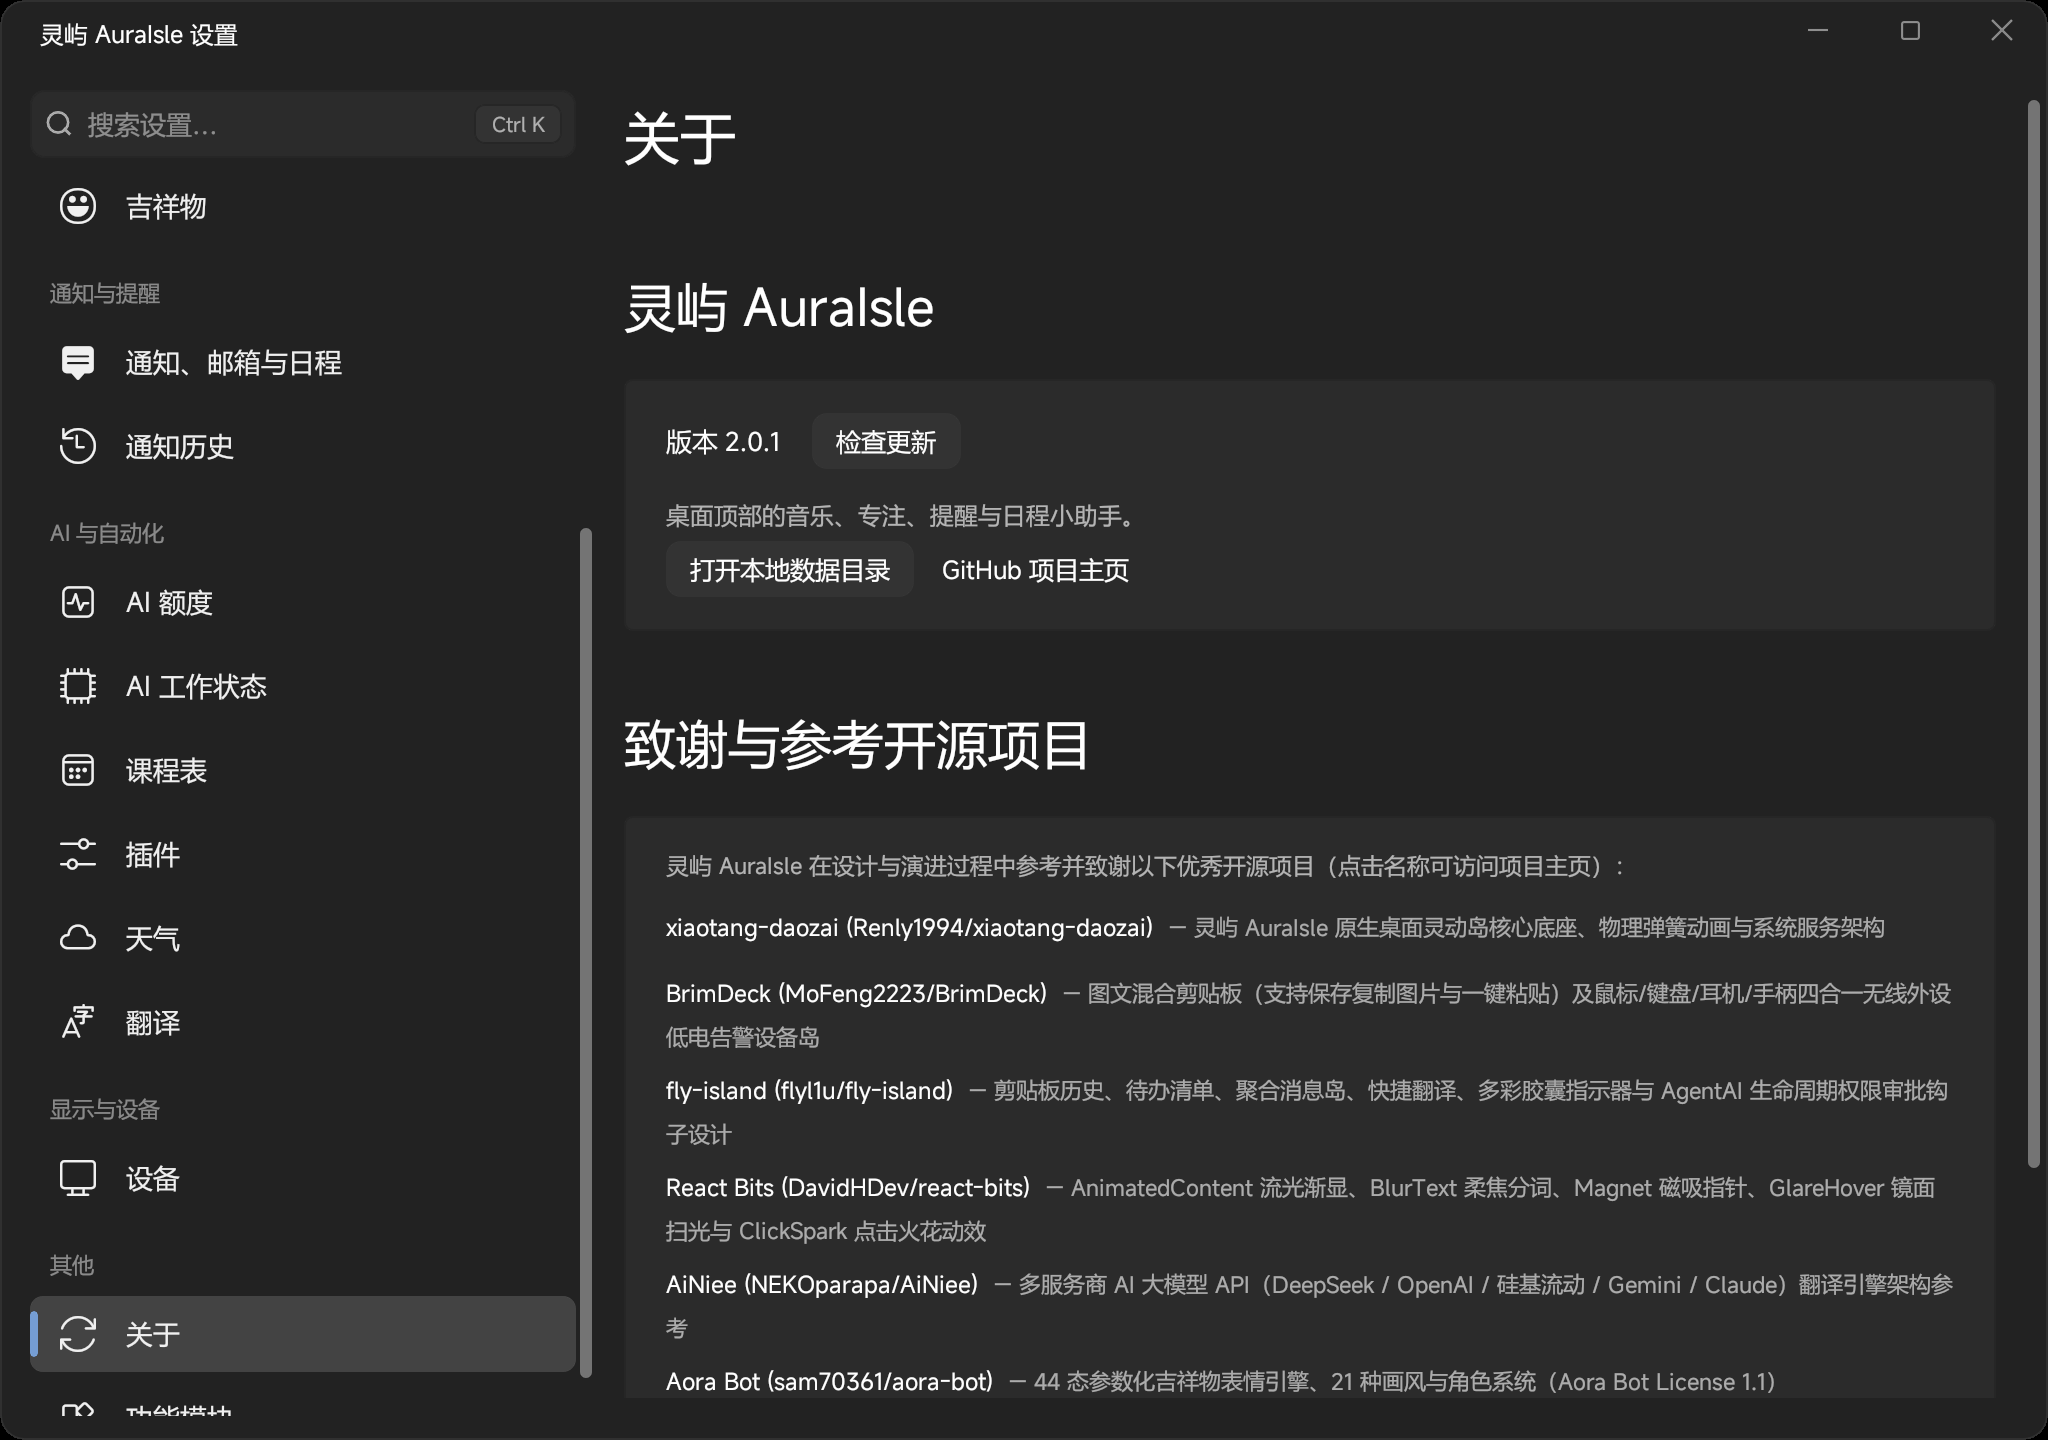 灵屿 AuraIsle 设置
搜索设置...
Ctrl K
吉祥物
通知与提醒
通知、邮箱与日程
通知历史
AI 与自动化
AI 额度
AI 工作状态
课程表
插件
天气
翻译
显示与设备
设备
其他
关于
功能模块
关于
灵屿 AuraIsle
版本 2.0.1
检查更新
桌面顶部的音乐、专注、提醒与日程小助手。
打开本地数据目录
GitHub 项目主页
致谢与参考开源项目
灵屿 AuraIsle 在设计与演进过程中参考并致谢以下优秀开源项目（点击名称可访问项目主页）：
xiaotang-daozai (Renly1994/xiaotang-daozai) — 灵屿 AuraIsle 原生桌面灵动岛核心底座、物理弹簧动画与系统服务架构
BrimDeck (MoFeng2223/BrimDeck) — 图文混合剪贴板（支持保存复制图片与一键粘贴）及鼠标/键盘/耳机/手柄四合一无线外设
低电告警设备岛
fly-island (flyl1u/fly-island) — 剪贴板历史、待办清单、聚合消息岛、快捷翻译、多彩胶囊指示器与 AgentAI 生命周期权限审批钩
子设计
React Bits (DavidHDev/react-bits) — AnimatedContent 流光渐显、BlurText 柔焦分词、Magnet 磁吸指针、GlareHover 镜面
扫光与 ClickSpark 点击火花动效
AiNiee (NEKOparapa/AiNiee) — 多服务商 AI 大模型 API（DeepSeek / OpenAI / 硅基流动 / Gemini / Claude）翻译引擎架构参
考
Aora Bot (sam70361/aora-bot) — 44 态参数化吉祥物表情引擎、21 种画风与角色系统（Aora Bot License 1.1）